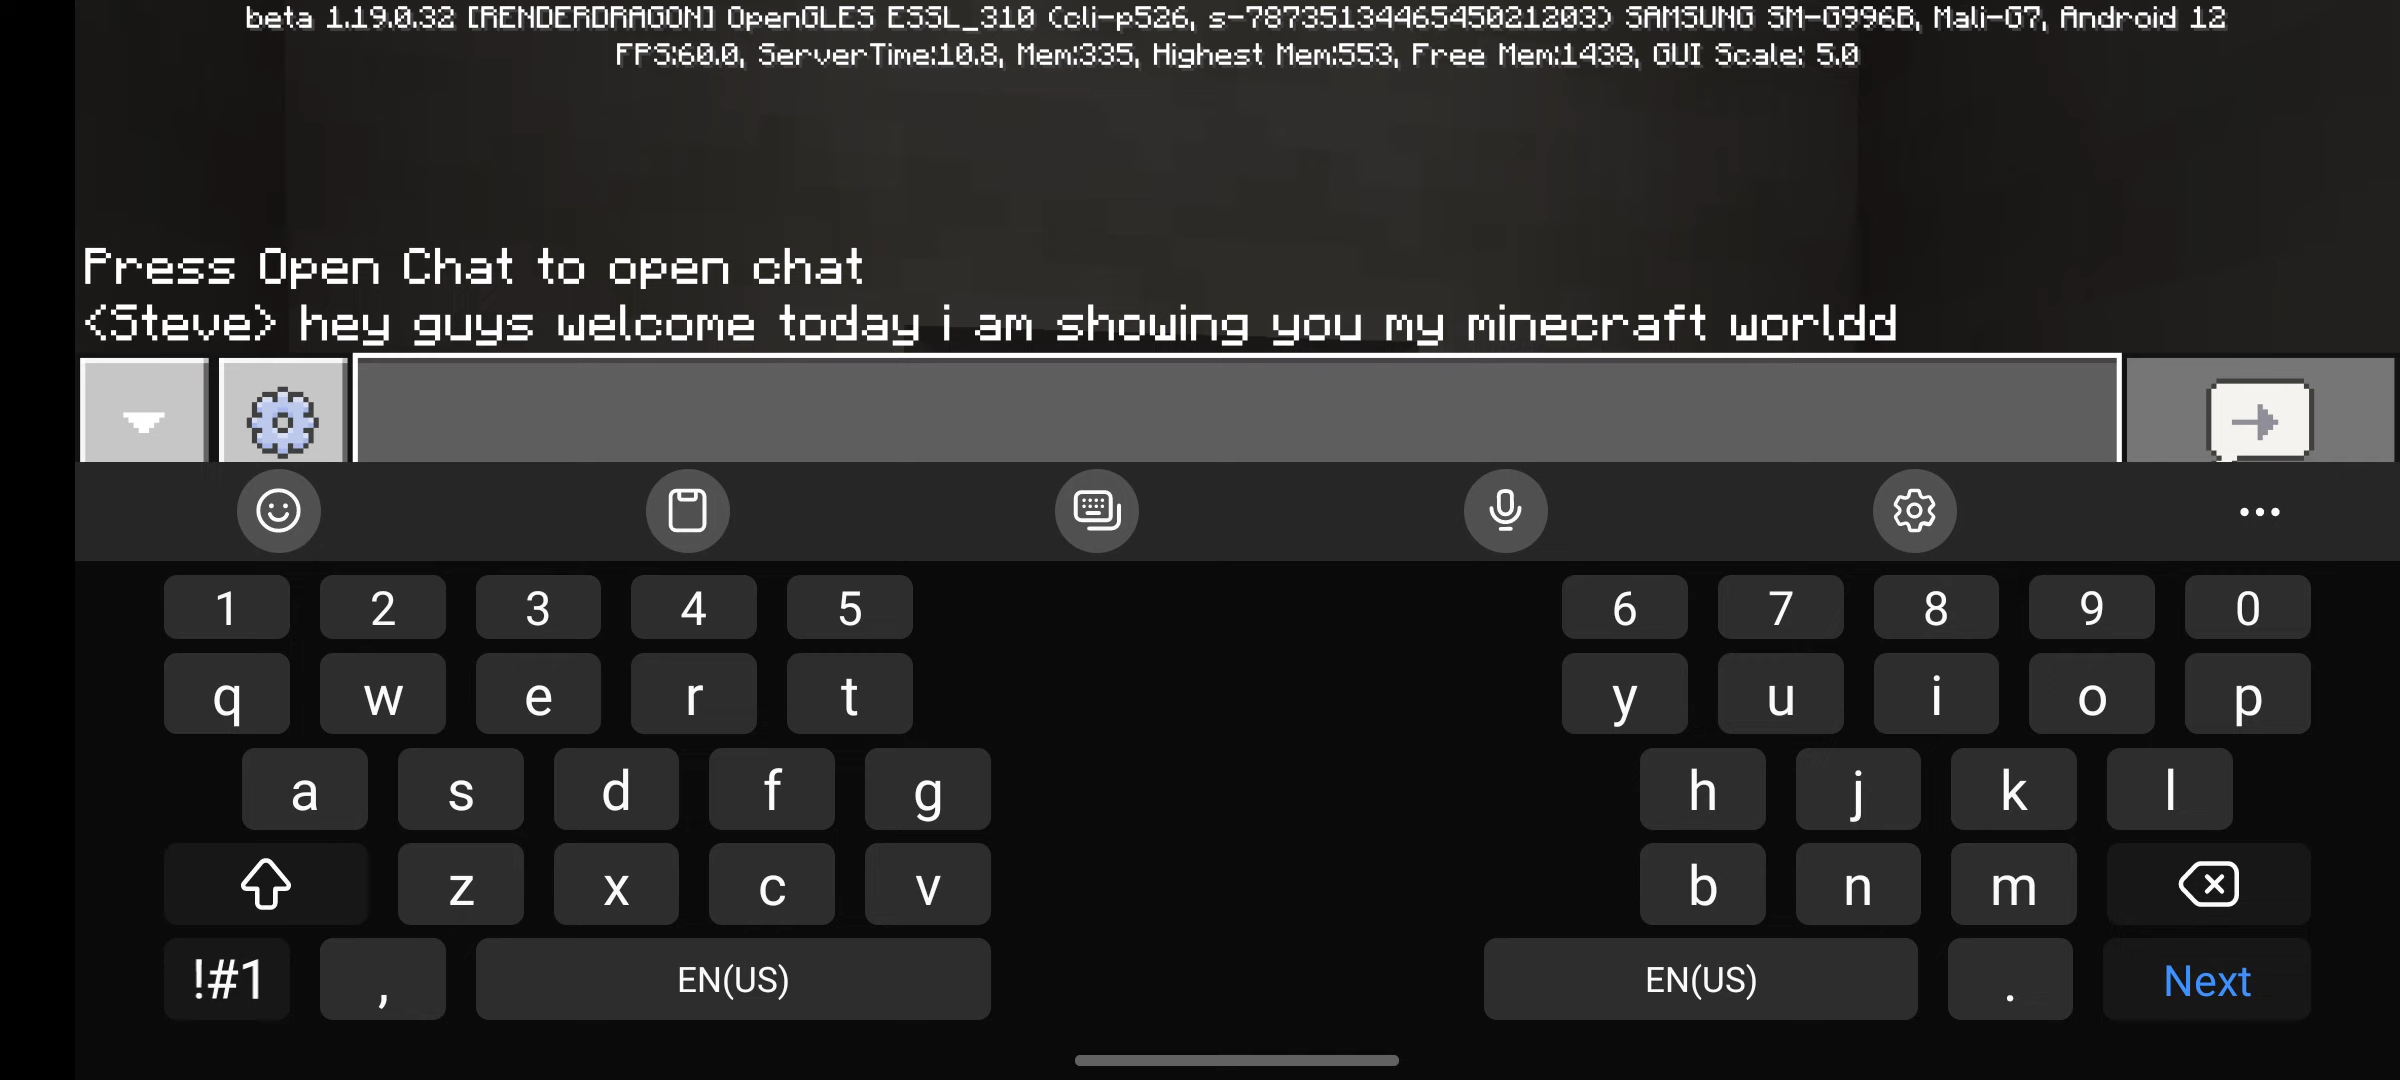 beta 1.19.0.32 [RENDERDRAGON] OpenGLES ESSL_310 (cli-p526, s-7873513446545021203) SAMSUNG SM-G996B, Mali-G7, Android 12
FPS:60.0, ServerTime:10.8, Mem:335, Highest Mem:553, Free Mem:1438, GUI Scale: 5.0
Press Open Chat to open chat
<Steve> hey guys welcome today i am showing you my minecraft worldd
1 2 3 4 5 6 7 8 9 0
q w e r t y u i o p
a s d f g h j k l
z x c v b n m
!#1 , EN(US) EN(US) . Next